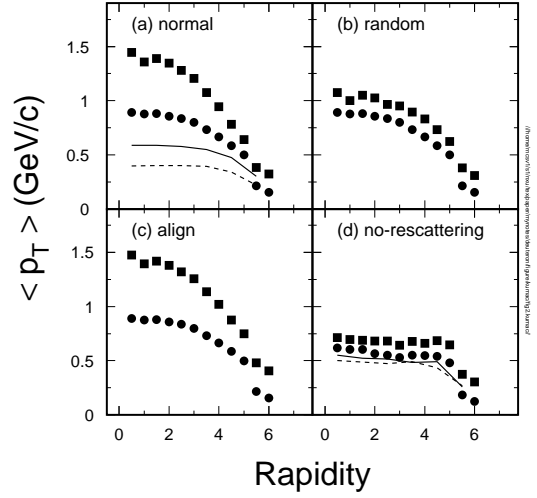 (a) normal
(b) random
1.5
1
0.5
0
< p_T > (GeV/c)
(c) align
(d) no-rescattering
1.5
1
0.5
0
0 2 4 6 0 2 4 6
Rapidity